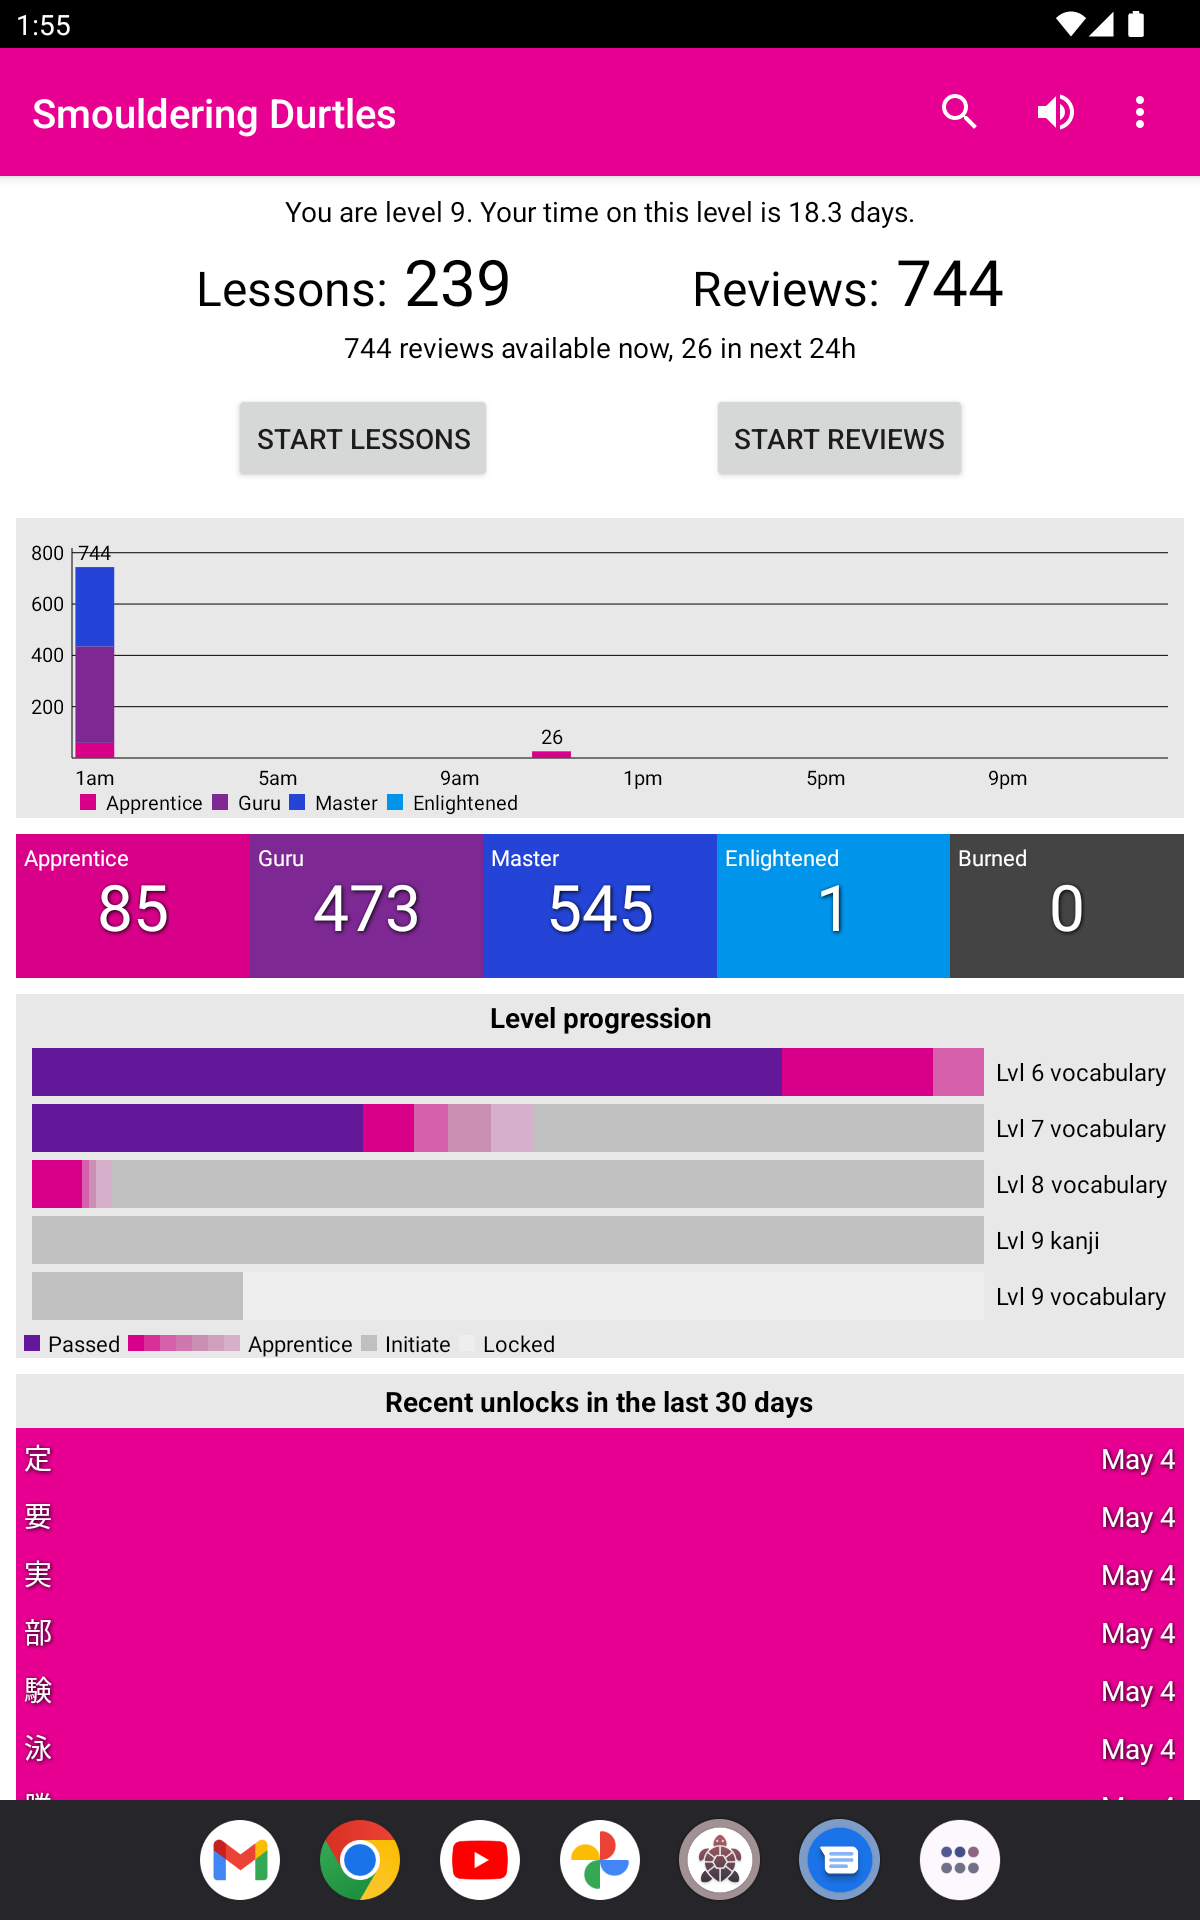 1:55
Smouldering Durtles
You are level 9. Your time on this level is 18.3 days.
Lessons: 239 Reviews: 744
744 reviews available now, 26 in next 24h
START LESSONS START REVIEWS
800 744
600
400
200
26
1am 5am 9am 1pm 5pm 9pm
Apprentice Guru Master Enlightened
Apprentice Guru Master Enlightened Burned
85 473 545 1 0
Level progression
Lvl 6 vocabulary
Lvl 7 vocabulary
Lvl 8 vocabulary
Lvl 9 kanji
Lvl 9 vocabulary
Passed Apprentice Initiate Locked
Recent unlocks in the last 30 days
定 May 4
要 May 4
実 May 4
部 May 4
験 May 4
泳 May 4